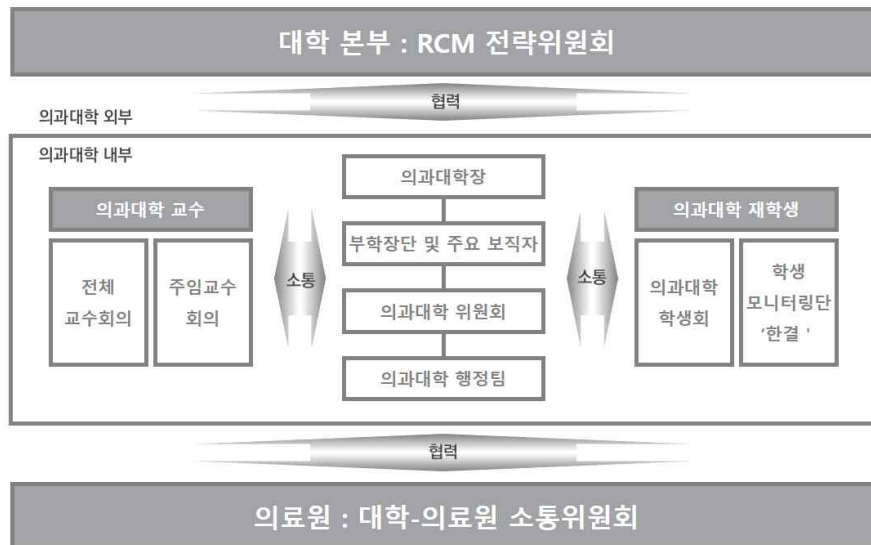 대학 본부 : RCM 전략위원회
협력
의과대학 외부
의과대학 내부
의과대학 교수
전체
교수회의
주임교수
회의
소통
의과대학장
부학장단 및 주요 보직자
의과대학 위원회
의과대학 행정팀
소통
의과대학 재학생
의과대학
학생회
학생
모니터링단
‘한결 '
협력
의료원 : 대학-의료원 소통위원회